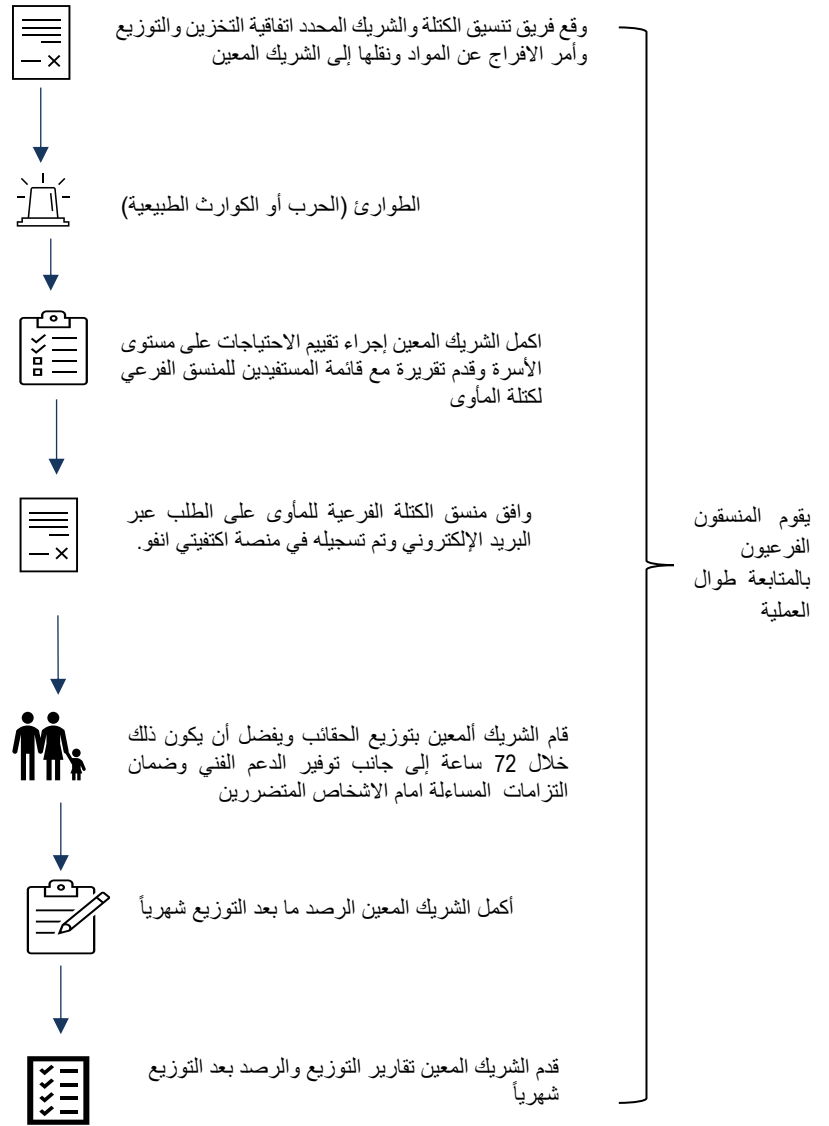 وقع فريق تنسيق الكتلة والشريك المحدد اتفاقية التخزين والتوزيع
وأمر الافراج عن المواد ونقلها إلى الشريك المعين
الطوارئ (الحرب أو الكوارث الطبيعية)
اكمل الشريك المعين إجراء تقييم الاحتياجات على مستوى
الأسرة وقدم تقريرة مع قائمة المستفيدين للمنسق الفرعي
لكتلة المأوى
وافق منسق الكتلة الفرعية للمأوى على الطلب عبر
البريد الإلكتروني وتم تسجيله في منصة اكتفيتي انفو.
قام الشريك ألمعين بتوزيع الحقائب ويفضل أن يكون ذلك
خلال 72 ساعة إلى جانب توفير الدعم الفني وضمان
التزامات المساءلة امام الاشخاص المتضررين
أكمل الشريك المعين الرصد ما بعد التوزيع شهرياً
قدم الشريك المعين تقارير التوزيع والرصد بعد التوزيع
شهرياً
يقوم المنسقون
الفرعيون
بالمتابعة طوال
العملية